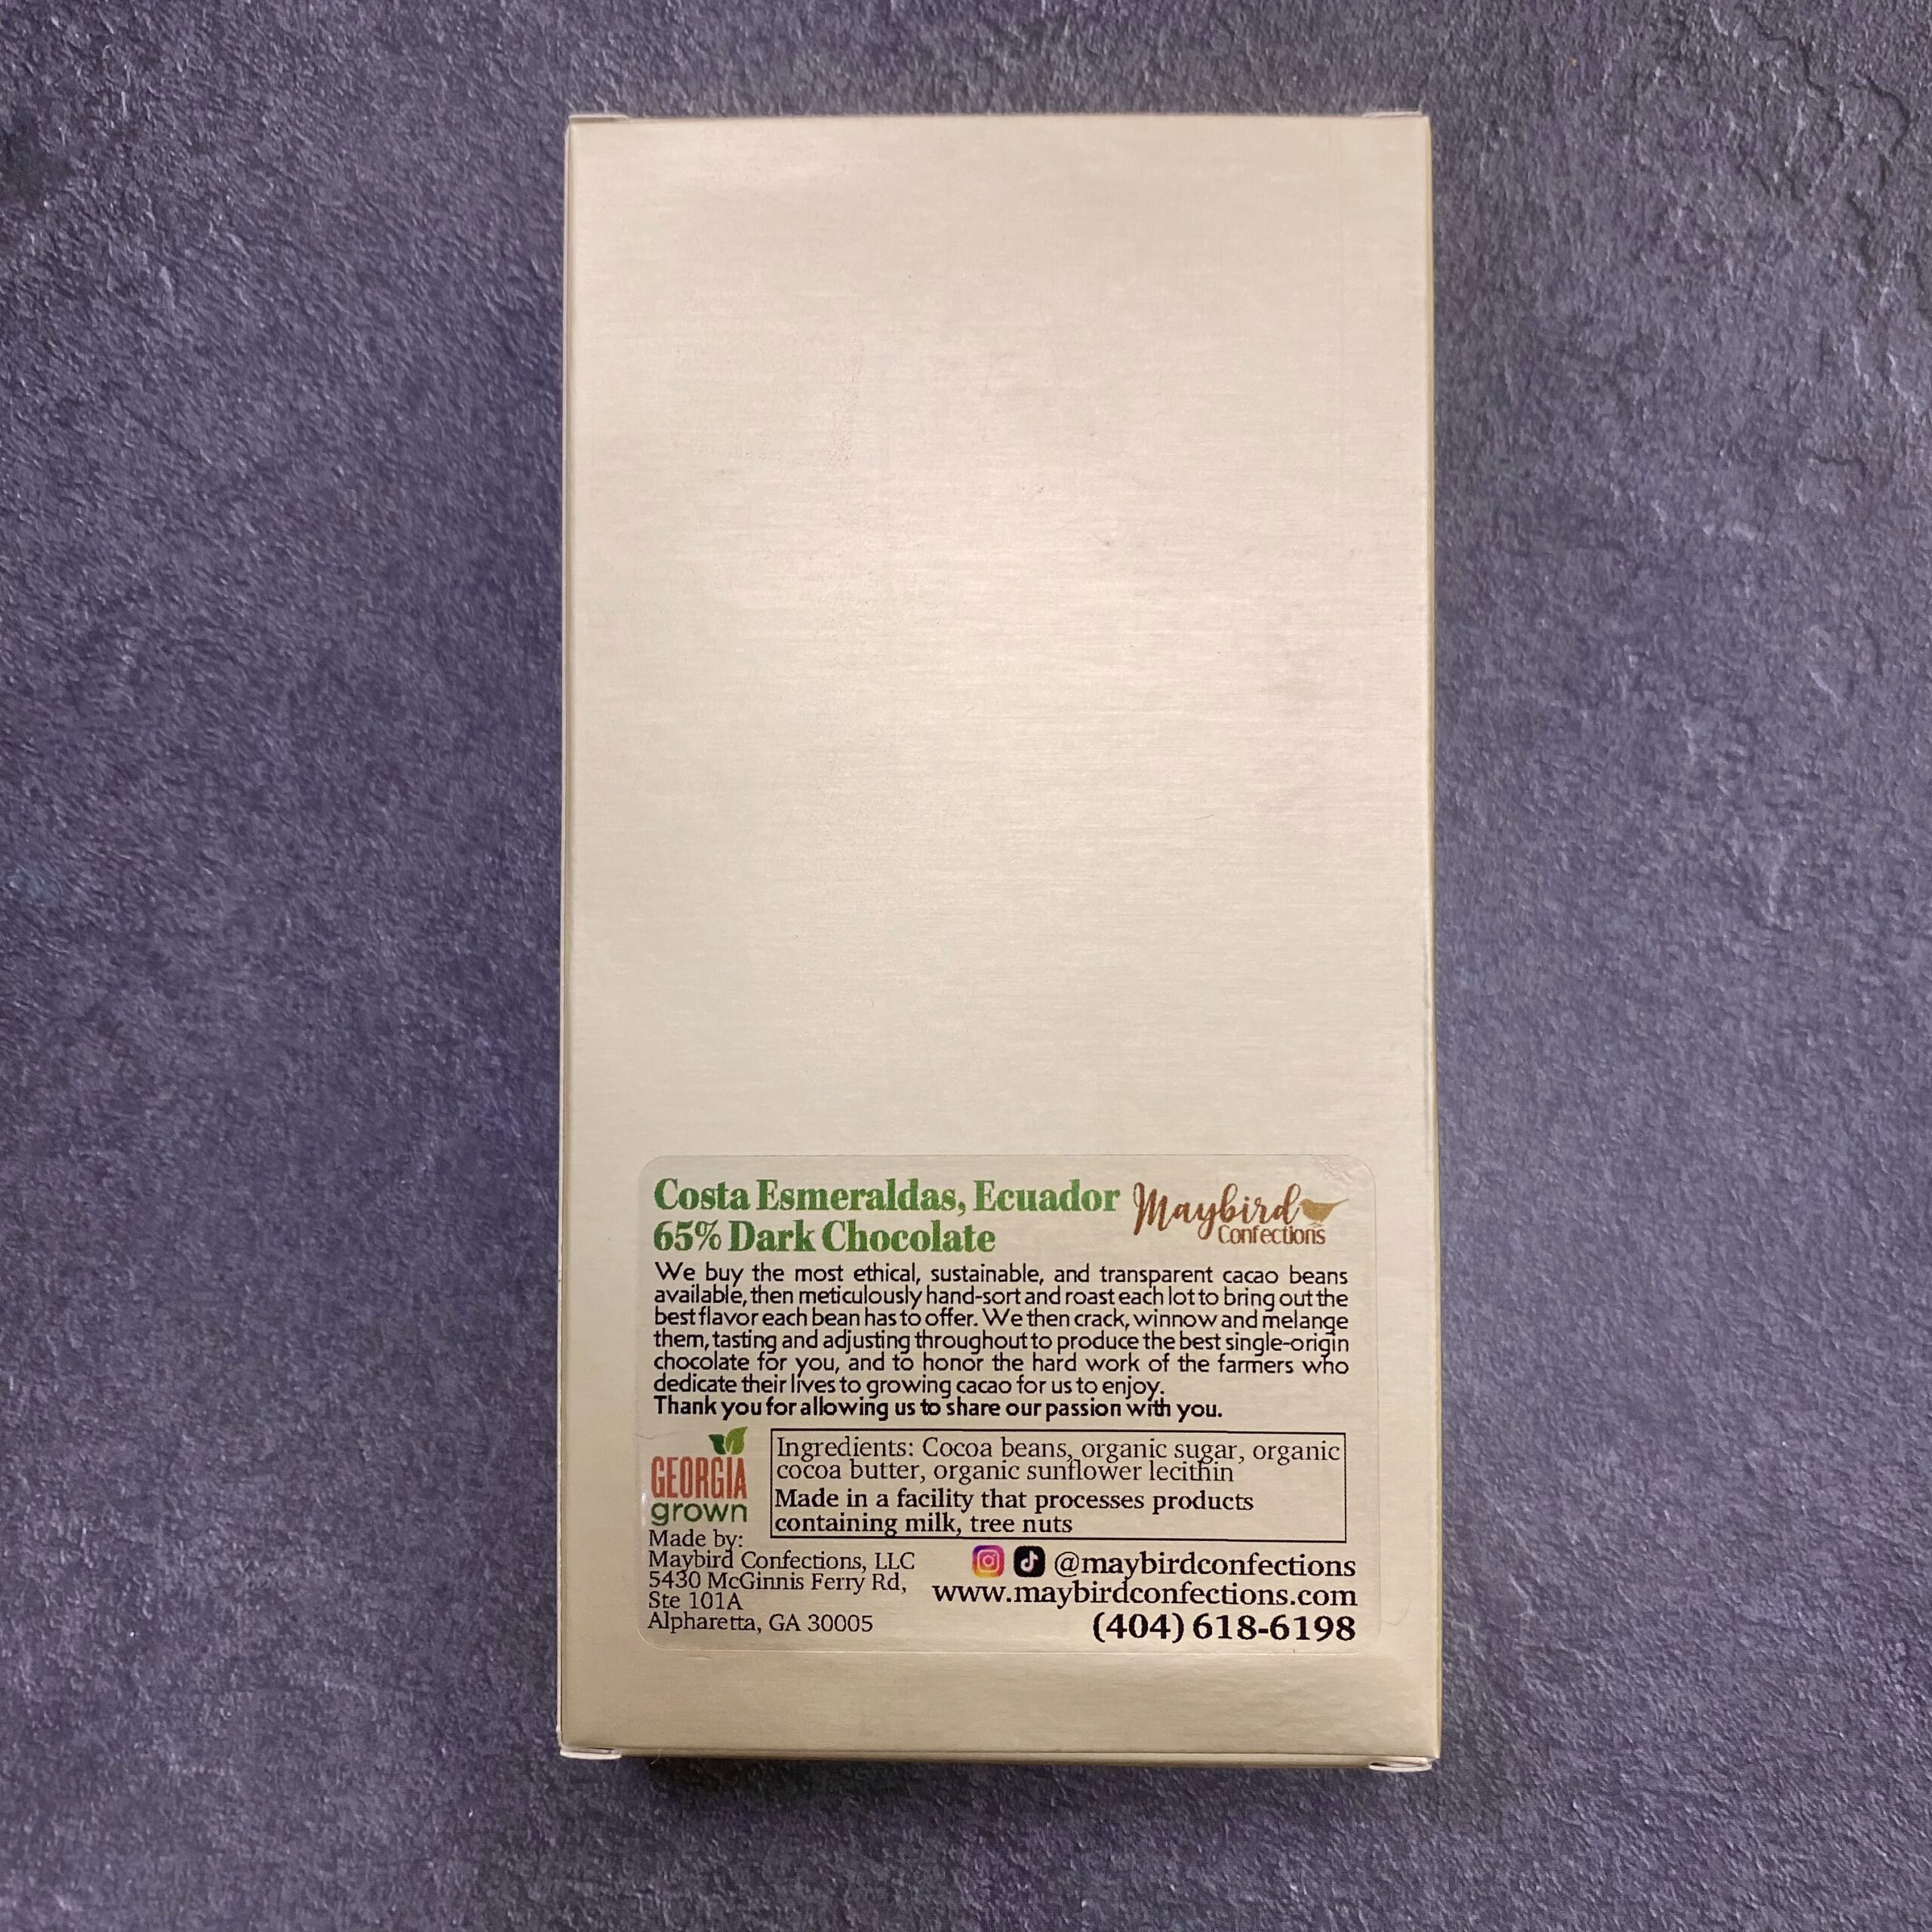 Costa Esmeraldas, Ecuador
65% Dark Chocolate
Maybird
Confections
We buy the most ethical, sustainable, and transparent cacao beans
available, then meticulously hand-sort and roast each lot to bring out the
best flavor each bean has to offer. We then crack, winnow and melange
them, tasting and adjusting throughout to produce the best single-origin
chocolate for you, and to honor the hard work of the farmers who
dedicate their lives to growing cacao for us to enjoy.
Thank you for allowing us to share our passion with you.
GEORGIA
grown
Ingredients: Cocoa beans, organic sugar, organic
cocoa butter, organic sunflower lecithin
Made in a facility that processes products
containing milk, tree nuts
Made by:
Maybird Confections, LLC
5430 McGinnis Ferry Rd,
Ste 101A
Alpharetta, GA 30005
@maybirdconfections
www.maybirdconfections.com
(404) 618-6198